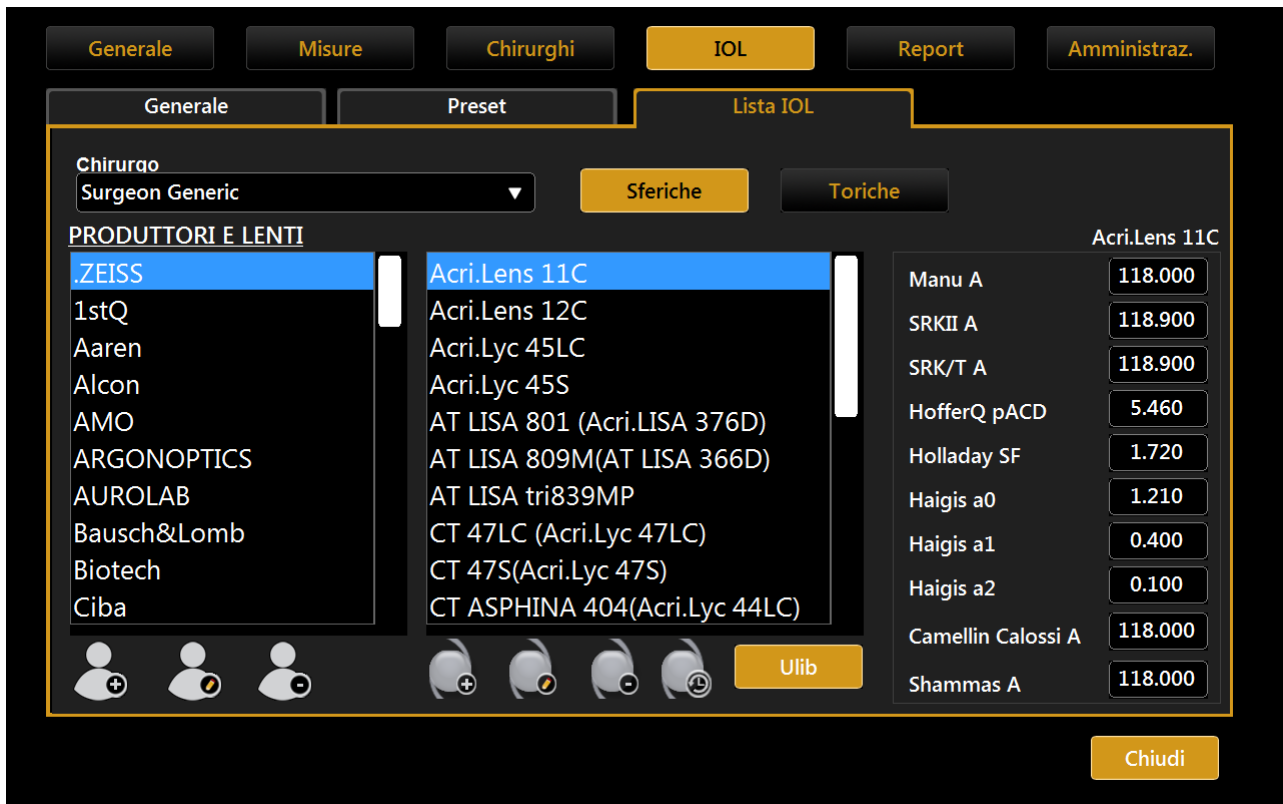 Generale Misure Chirurghi IOL Report Amministraz.
Generale Preset Lista IOL
Chirurgo
Surgeon Generic
Sferiche Toriche
PRODUTTORI E LENTI
.ZEISS
1stQ
Aaren
Alcon
AMO
ARGONOPTICS
AUROLAB
Bausch&Lomb
Biotech
Ciba
Acri.Lens 11C
Acri.Lens 12C
Acri.Lyc 45LC
Acri.Lyc 45S
AT LISA 801 (Acri.LISA 376D)
AT LISA 809M(AT LISA 366D)
AT LISA tri839MP
CT 47LC (Acri.Lyc 47LC)
CT 47S(Acri.Lyc 47S)
CT ASPHINA 404(Acri.Lyc 44LC)
Ulib
Acri.Lens 11C
Manu A 118.000
SRKII A 118.900
SRK/T A 118.900
HofferQ pACD 5.460
Holladay SF 1.720
Haigis a0 1.210
Haigis a1 0.400
Haigis a2 0.100
Camellin Calossi A 118.000
Shammas A 118.000
Chiudi